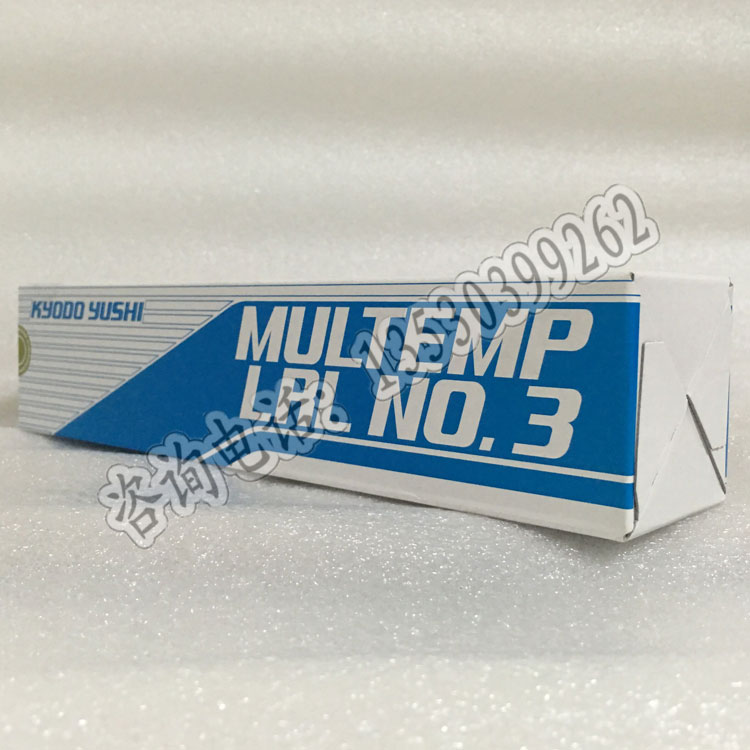 KYODO YUSHI
MULTEMP
LRL NO. 3
咨询电话: 13530399262